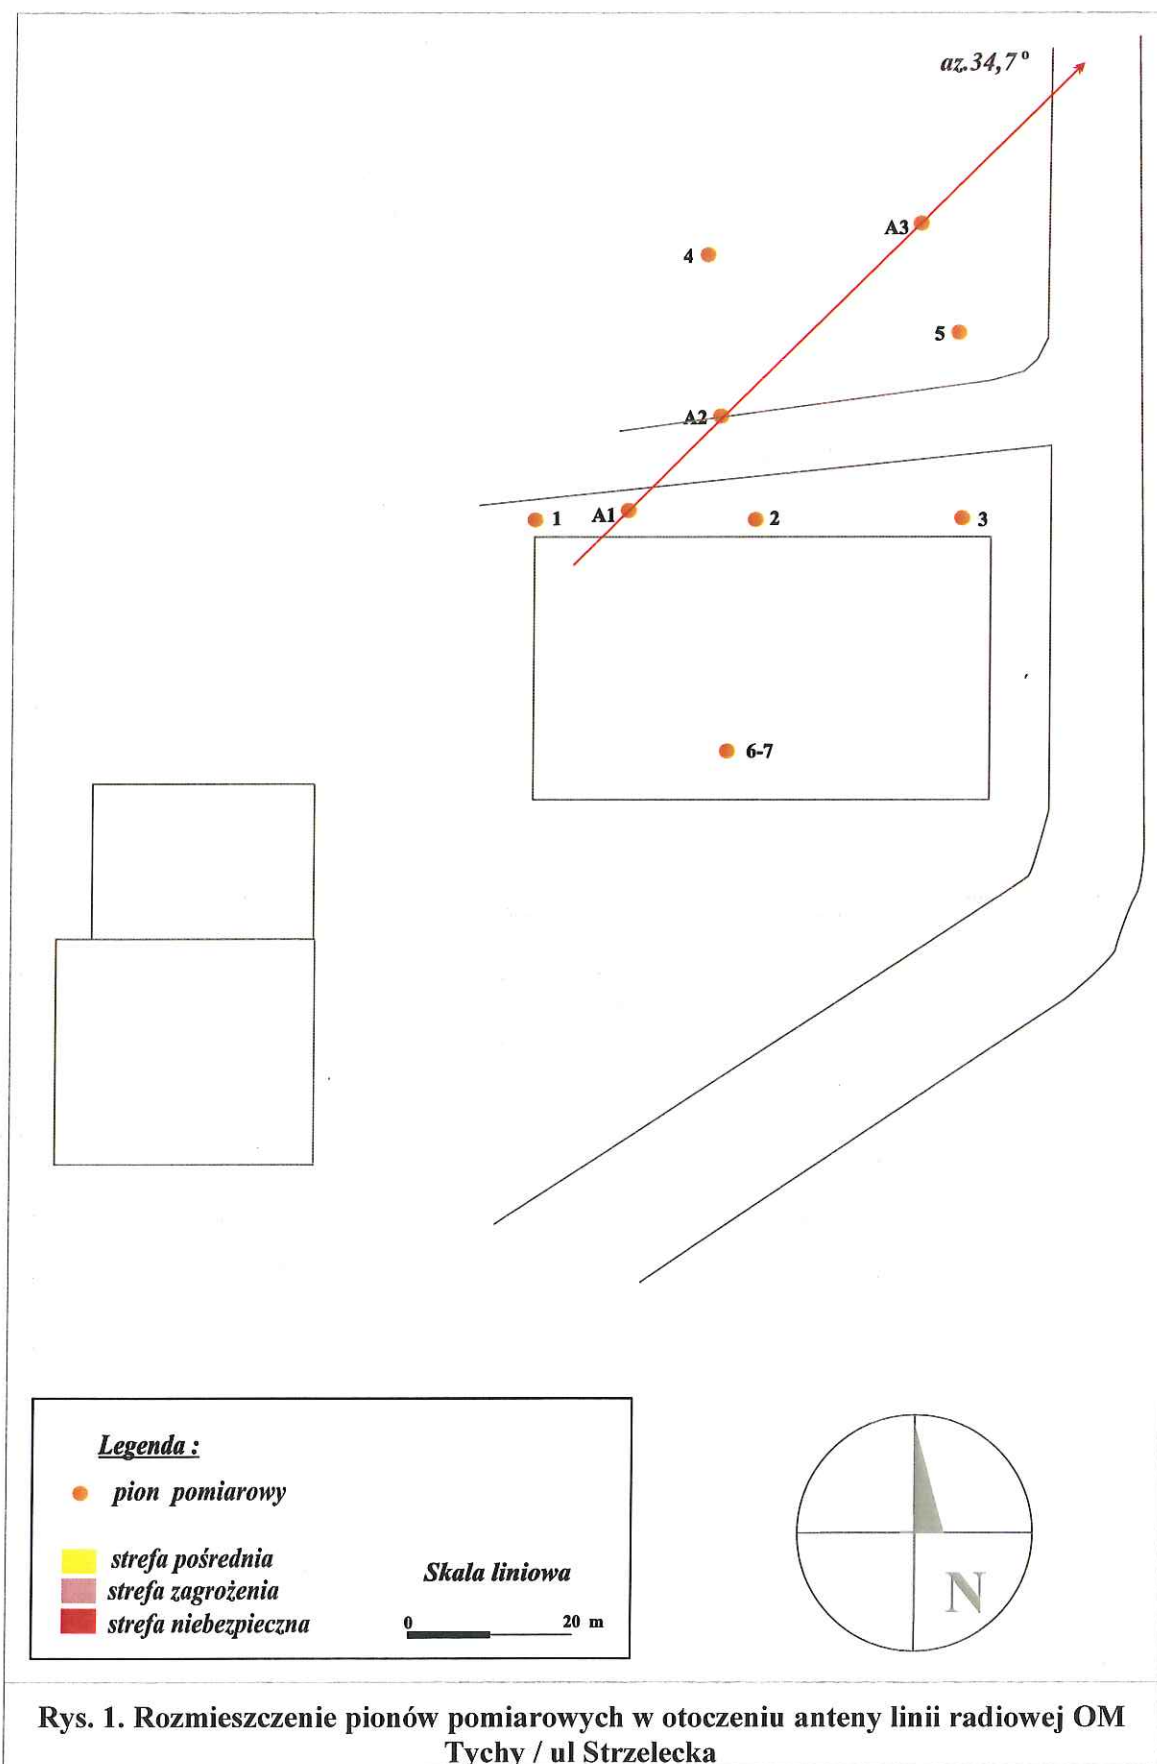 az.34,7°
A3
4
5
A2
1
A1
2
3
6-7
Legenda :
pion pomiarowy
strefa pośrednia
strefa zagrożenia
strefa niebezpieczna
Skala liniowa
0 20 m
N
Rys. 1. Rozmieszczenie pionów pomiarowych w otoczeniu anteny linii radiowej OM
Tychy / ul Strzelecka